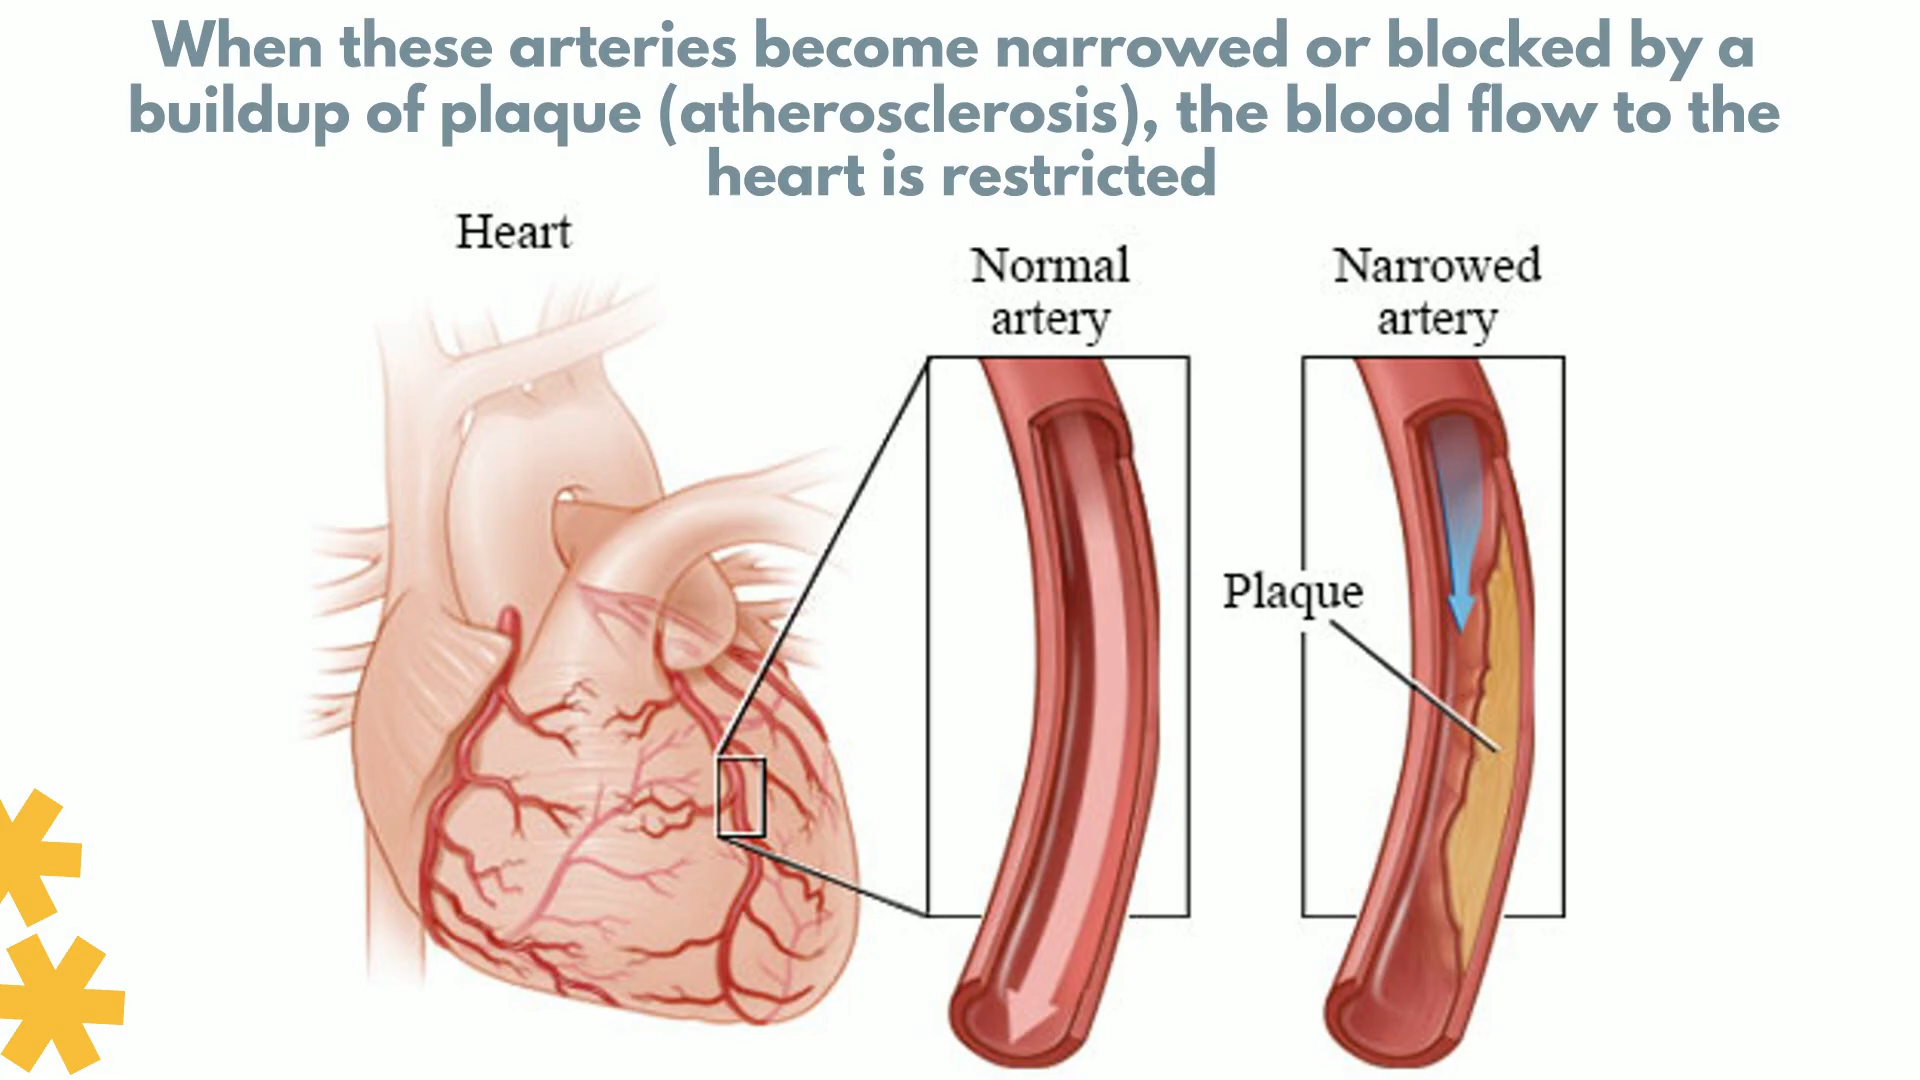 When these arteries become narrowed or blocked by a
buildup of plaque (atherosclerosis), the blood flow to the
heart is restricted
Heart
Normal
artery
Narrowed
artery
Plaque